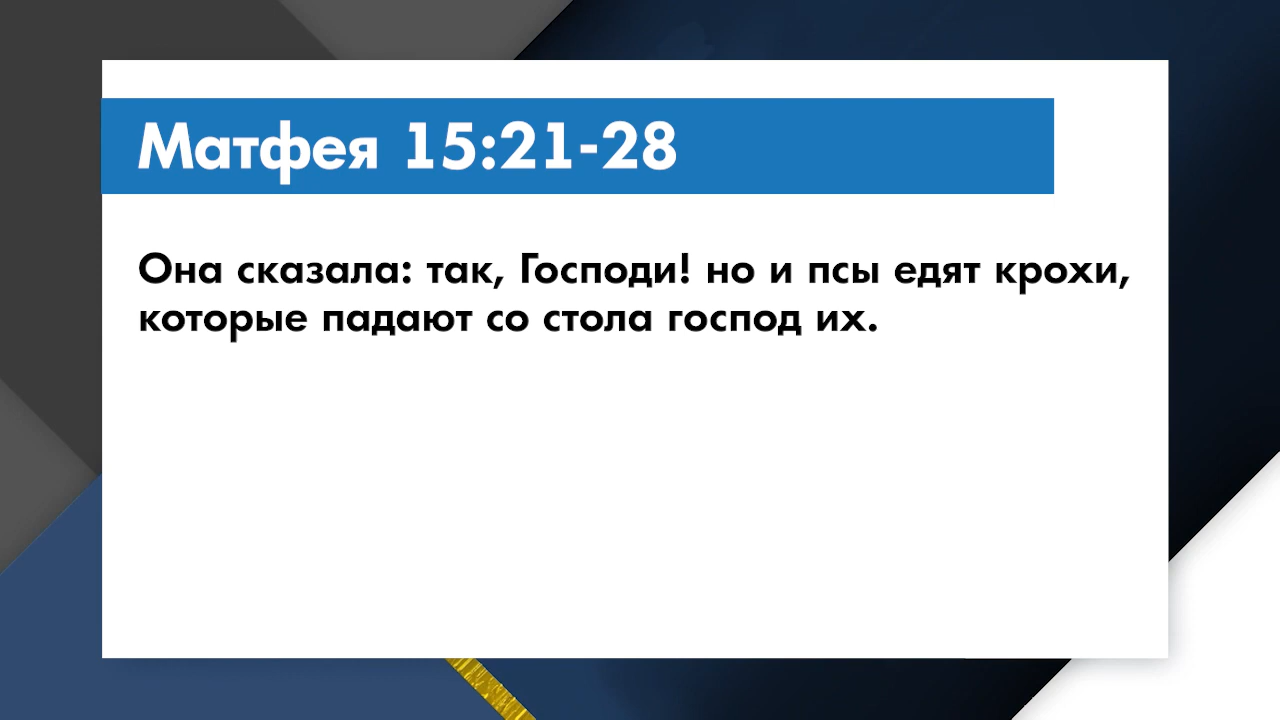 Матфея 15:21-28
Она сказала: так, Господи! но и псы едят крохи,
которые падают со стола господ их.